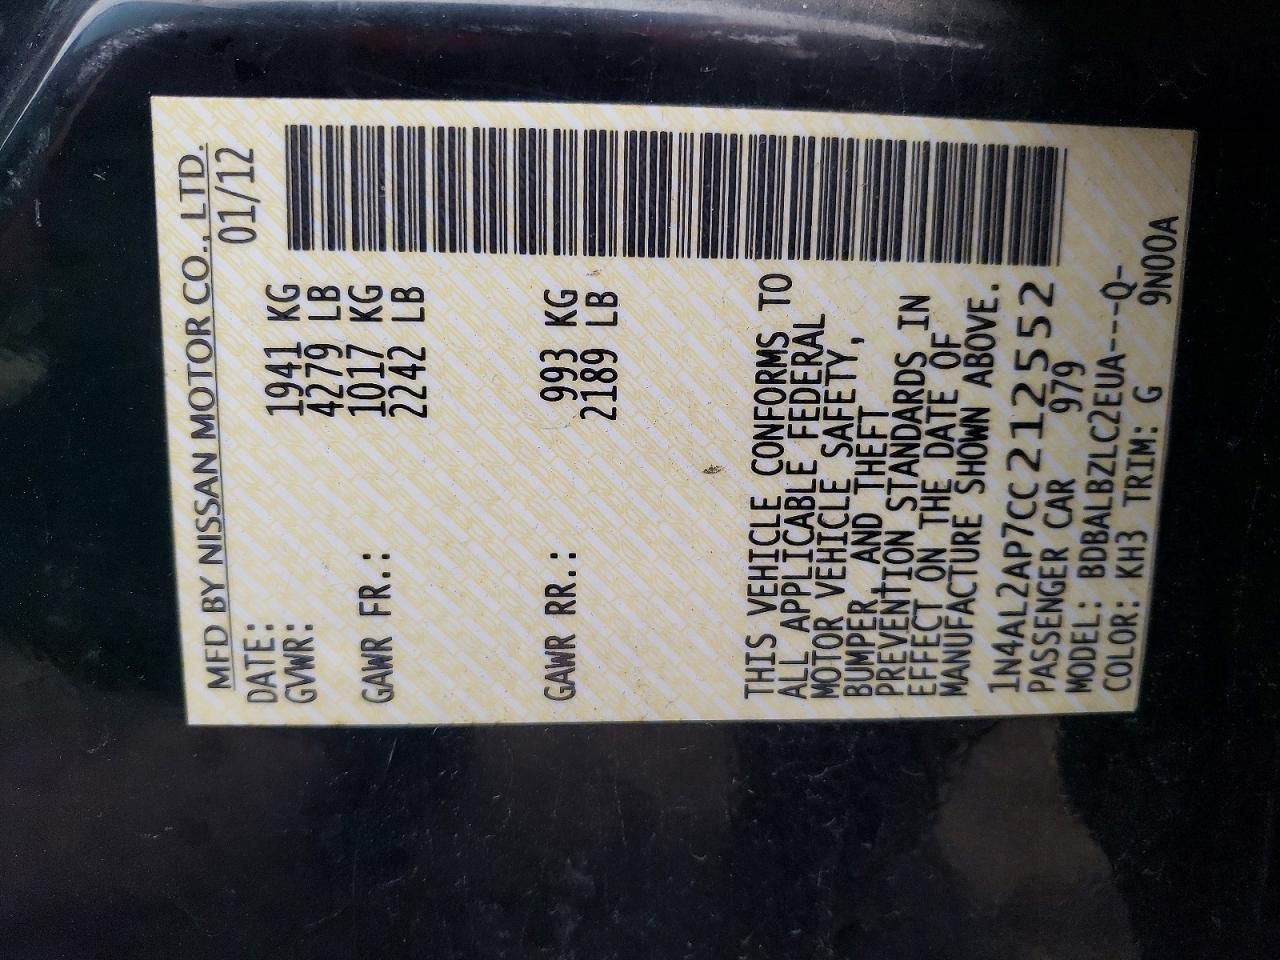 MFD BY NISSAN MOTOR CO., LTD.
DATE: 01/12
GVWR: 1941 KG
4279 LB
GAWR FR.: 1017 KG
2242 LB
GAWR RR.: 993 KG
2189 LB
THIS VEHICLE CONFORMS TO
ALL APPLICABLE FEDERAL
MOTOR VEHICLE SAFETY,
BUMPER, AND THEFT
PREVENTION STANDARDS IN
EFFECT ON THE DATE OF
MANUFACTURE SHOWN ABOVE.
1N4AL2AP7CC212552
PASSENGER CAR 979
MODEL: BDBALBZLC2EUA---Q-
COLOR: KH3 TRIM: G 9N00A